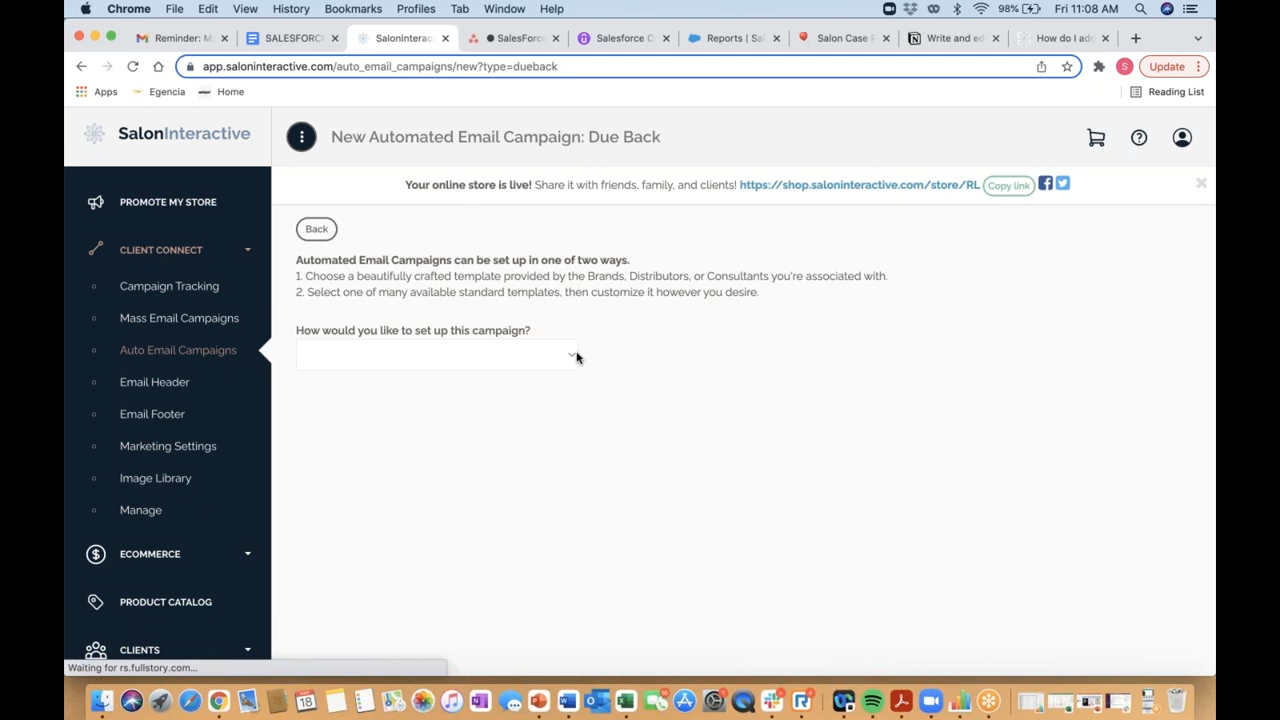 Chrome File Edit View History Bookmarks Profiles Tab Window Help 98% Fri 11:08 AM
Reminder: M SALESFORC SalonInterac SalesForc Salesforce C Reports | Sal Salon Case F Write and ed How do I add
app.saloninteractive.com/auto_email_campaigns/new?type=dueback S Update
Apps Egencia Home Reading List
SalonInteractive New Automated Email Campaign: Due Back
Your online store is live! Share it with friends, family, and clients! https://shop.saloninteractive.com/store/RL Copy link
PROMOTE MY STORE
CLIENT CONNECT
Campaign Tracking
Mass Email Campaigns
Auto Email Campaigns
Email Header
Email Footer
Marketing Settings
Image Library
Manage
ECOMMERCE
PRODUCT CATALOG
CLIENTS
Back
Automated Email Campaigns can be set up in one of two ways.
1. Choose a beautifully crafted template provided by the Brands, Distributors, or Consultants you're associated with.
2. Select one of many available standard templates, then customize it however you desire.
How would you like to set up this campaign?
Waiting for rs.fullstory.com...
18